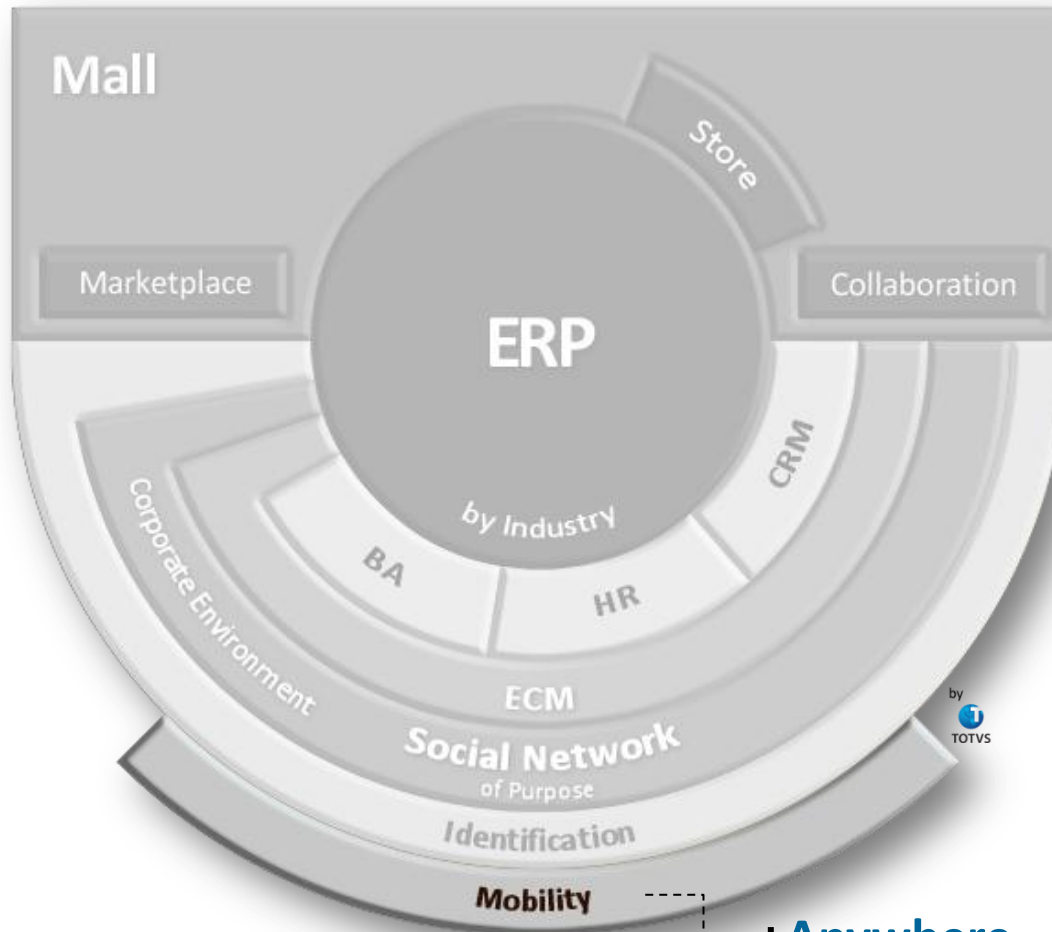 Mall
Store
Marketplace
Collaboration
ERP
by Industry
CRM
BA
HR
Corporate Environment
ECM
Social Network
of Purpose
Identification
Mobility
by
TOTVS
Anywhere